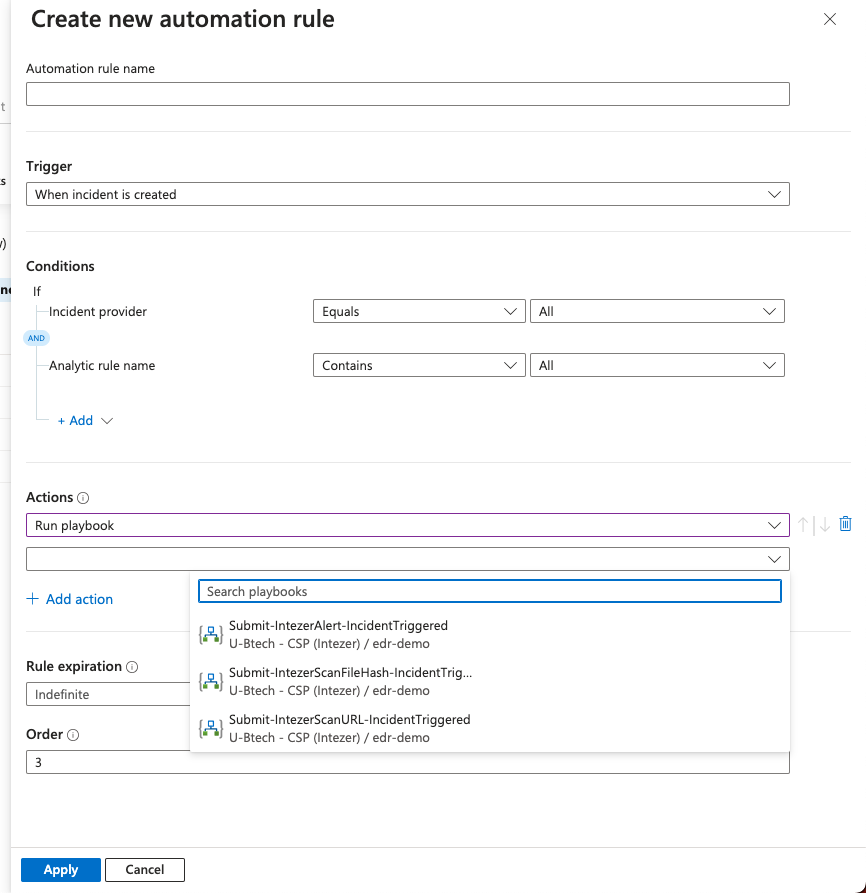 Create new automation rule
Automation rule name
Trigger
When incident is created
Conditions
If
Incident provider
Equals
All
AND
Analytic rule name
Contains
All
+ Add
Actions
Run playbook
Search playbooks
+ Add action
Submit-IntezerAlert-IncidentTriggered
U-Btech - CSP (Intezer) / edr-demo
Submit-IntezerScanFileHash-IncidentTrig...
U-Btech - CSP (Intezer) / edr-demo
Submit-IntezerScanURL-IncidentTriggered
U-Btech - CSP (Intezer) / edr-demo
Rule expiration
Indefinite
Order
3
Apply
Cancel